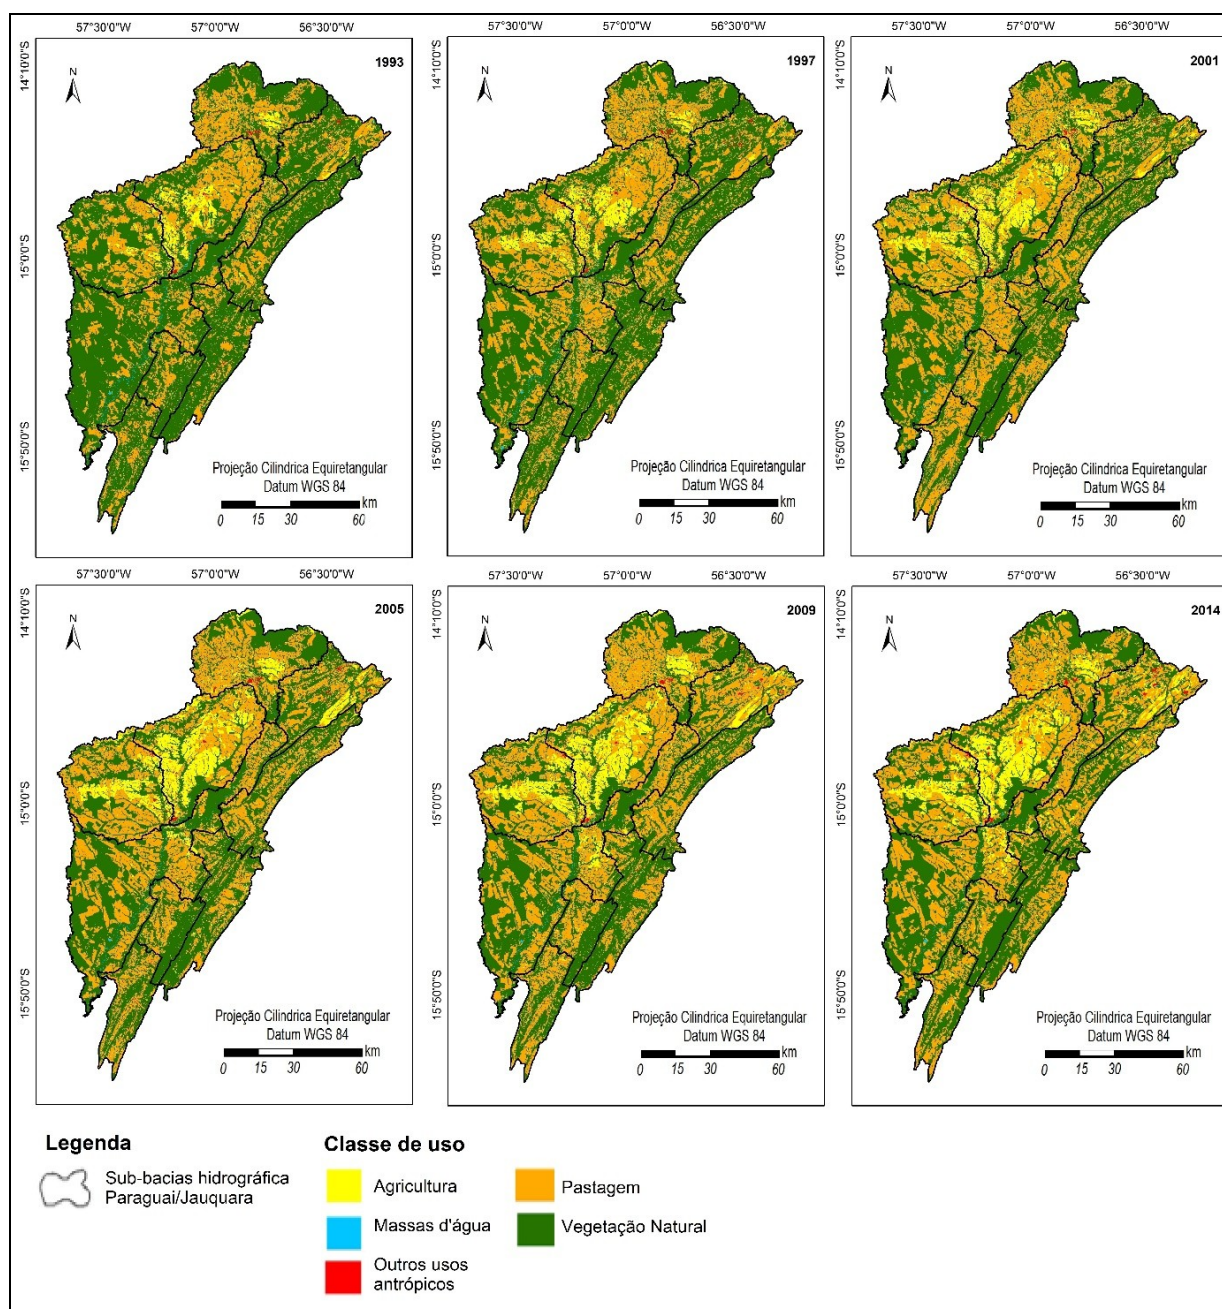 57°30'0"W 57°0'0"W 56°30'0"W
57°30'0"W 57°0'0"W 56°30'0"W
57°30'0"W 57°0'0"W 56°30'0"W
14°10'0"S
15°0'0"S
15°50'0"S
N
1993
Projeção Cilindrica Equiretangular
Datum WGS 84
km
0 15 30 60
14°10'0"S
15°0'0"S
15°50'0"S
N
1997
Projeção Cilindrica Equiretangular
Datum WGS 84
km
0 15 30 60
14°10'0"S
15°0'0"S
15°50'0"S
N
2001
Projeção Cilindrica Equiretangular
Datum WGS 84
km
0 15 30 60
57°30'0"W 57°0'0"W 56°30'0"W
57°30'0"W 57°0'0"W 56°30'0"W
57°30'0"W 57°0'0"W 56°30'0"W
14°10'0"S
15°0'0"S
15°50'0"S
N
2005
Projeção Cilindrica Equiretangular
Datum WGS 84
km
0 15 30 60
14°10'0"S
15°0'0"S
15°50'0"S
N
2009
Projeção Cilindrica Equiretangular
Datum WGS 84
km
0 15 30 60
14°10'0"S
15°0'0"S
15°50'0"S
N
2014
Projeção Cilindrica Equiretangular
Datum WGS 84
km
0 15 30 60
Legenda
Sub-bacias hidrográfica
Paraguai/Jauquara
Classe de uso
Agricultura
Pastagem
Massas d'água
Vegetação Natural
Outros usos
antrópicos